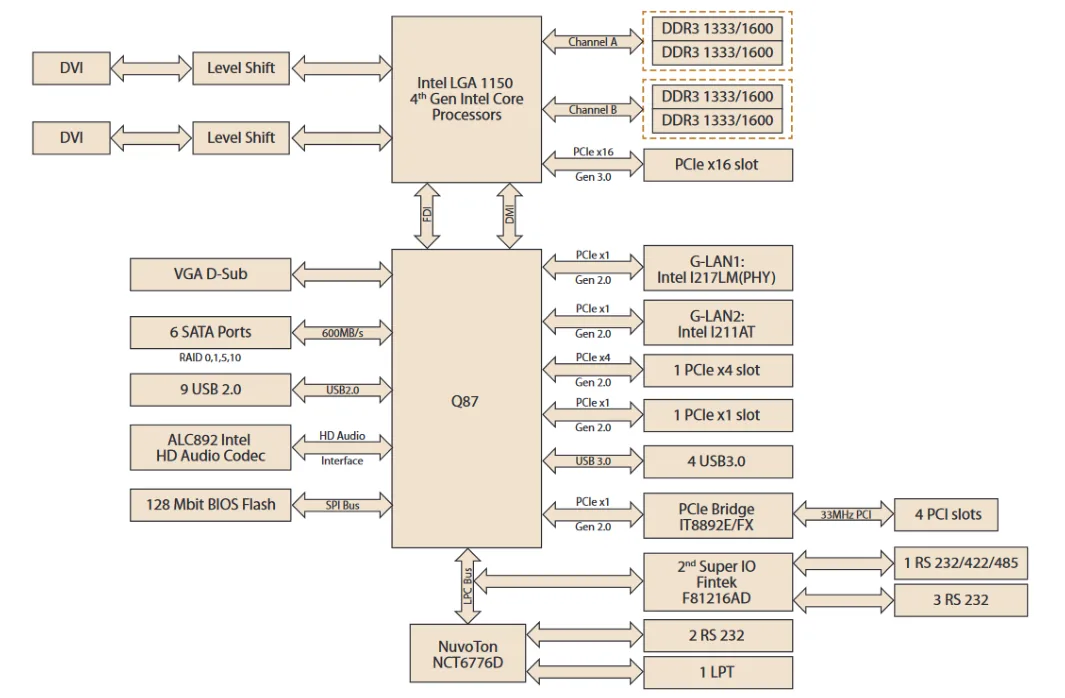 DVI
Level Shift
DVI
Level Shift
Intel LGA 1150
4th Gen Intel Core
Processors
Channel A
DDR3 1333/1600
DDR3 1333/1600
Channel B
DDR3 1333/1600
DDR3 1333/1600
PCIe x16
Gen 3.0
PCIe x16 slot
FDI
DMI
VGA D-Sub
6 SATA Ports
600MB/s
RAID 0,1,5,10
9 USB 2.0
USB2.0
ALC892 Intel
HD Audio Codec
HD Audio
Interface
128 Mbit BIOS Flash
SPI Bus
Q87
PCIe x1
Gen 2.0
G-LAN1:
Intel I217LM(PHY)
PCIe x1
Gen 2.0
G-LAN2:
Intel I211AT
PCIe x4
Gen 2.0
1 PCIe x4 slot
PCIe x1
Gen 2.0
1 PCIe x1 slot
USB 3.0
4 USB3.0
PCIe x1
Gen 2.0
PCIe Bridge
IT8892E/FX
33MHz PCI
4 PCI slots
LPC Bus
2nd Super IO
Fintek
F81216AD
1 RS 232/422/485
3 RS 232
NuvoTon
NCT6776D
2 RS 232
1 LPT